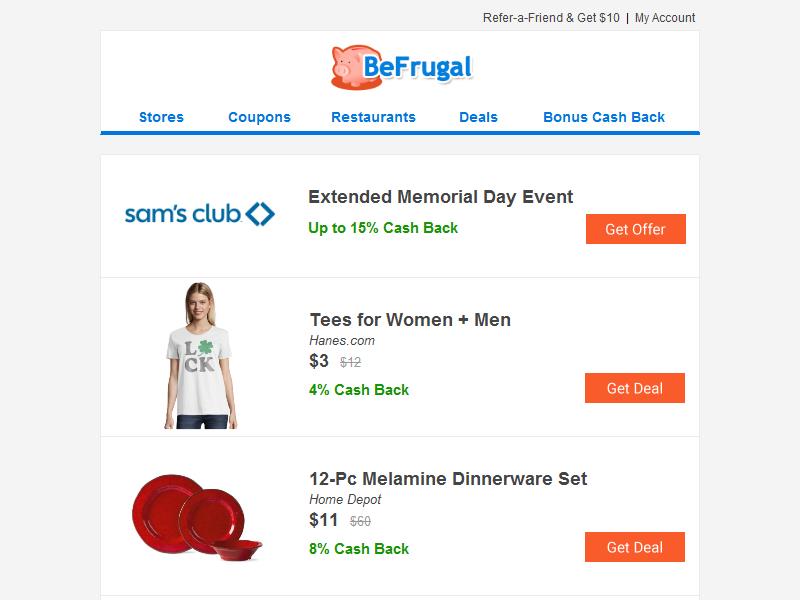 Refer-a-Friend & Get $10 | My Account
BeFrugal
Stores Coupons Restaurants Deals Bonus Cash Back
sam's club
Extended Memorial Day Event
Up to 15% Cash Back
Get Offer
L
CK
Tees for Women + Men
Hanes.com
$3 $12
4% Cash Back
Get Deal
12-Pc Melamine Dinnerware Set
Home Depot
$11 $60
8% Cash Back
Get Deal